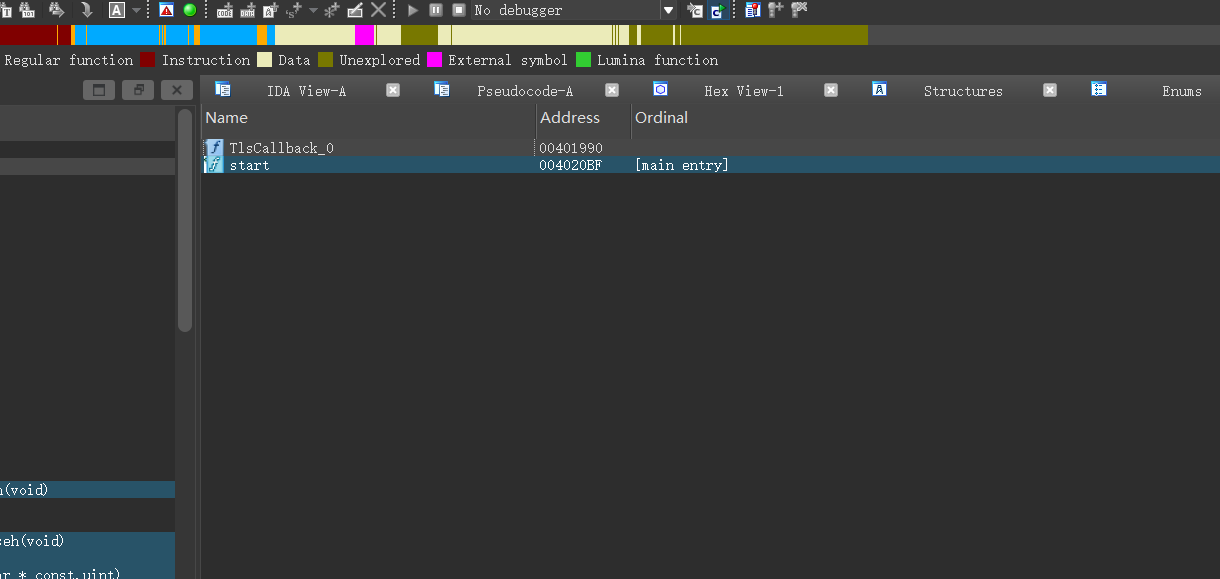 No debugger
Regular function Instruction Data Unexplored External symbol Lumina function
IDA View-A Pseudocode-A Hex View-1 Structures Enums
Name Address Ordinal
TlsCallback_0 00401990
start 004020BF [main entry]
(void)
seh(void)
* const,uint)